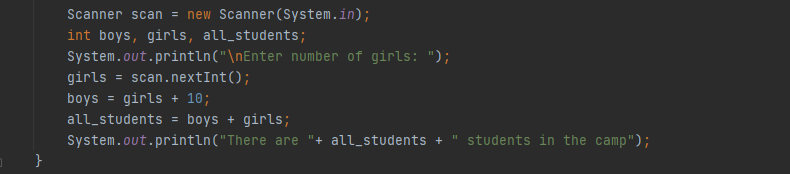 Scanner scan = new Scanner(System.in);
int boys, girls, all_students;
System.out.println("\nEnter number of girls: ");
girls = scan.nextInt();
boys = girls + 10;
all_students = boys + girls;
System.out.println("There are "+ all_students + " students in the camp");
}